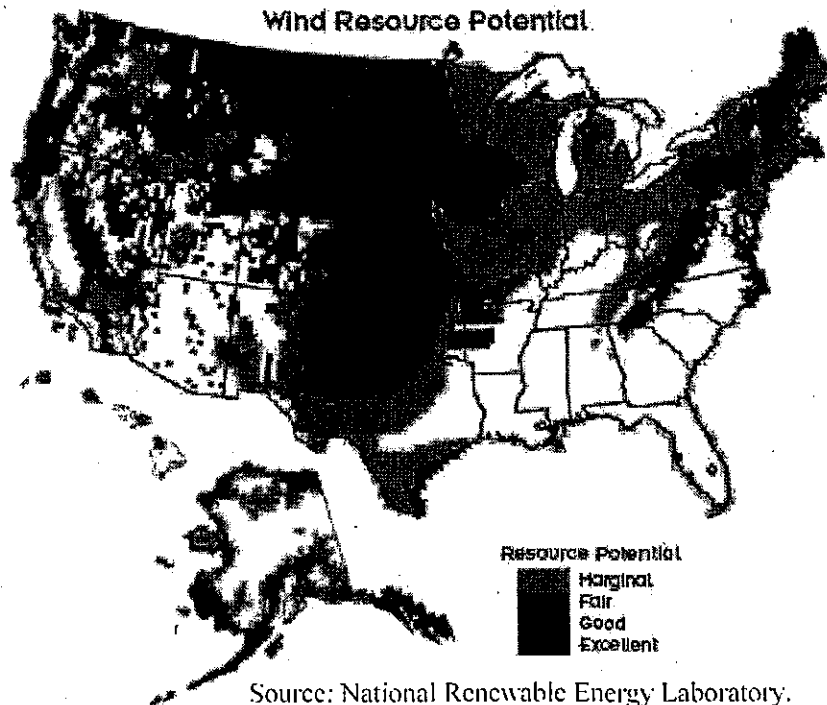 Wind Resource Potential
Resource Potential
Marginal
Fair
Good
Excellent
Source: National Renewable Energy Laboratory.